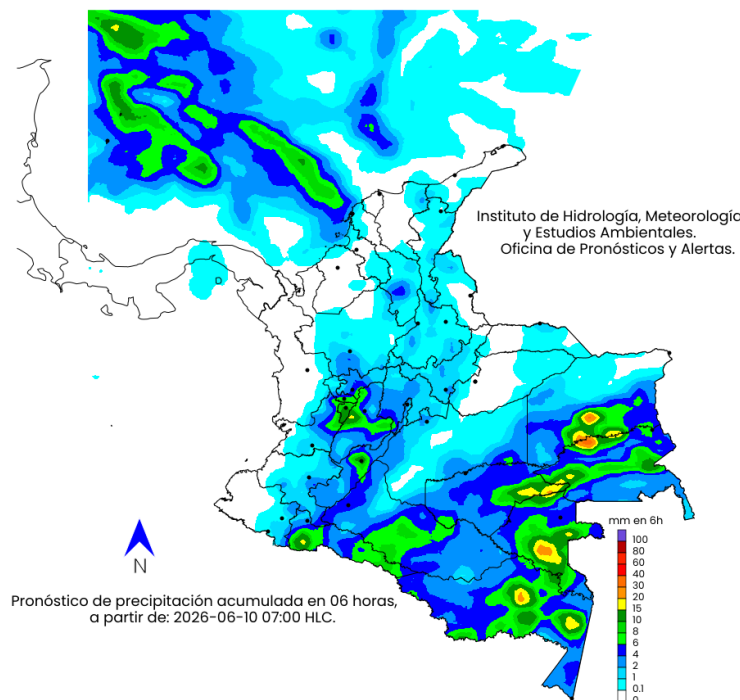 Instituto de Hidrología, Meteorología
y Estudios Ambientales.
Oficina de Pronósticos y Alertas.
N
Pronóstico de precipitación acumulada en 06 horas,
a partir de: 2026-06-10 07:00 HLC.
mm en 6h
100
80
60
40
30
20
15
10
8
6
4
2
1
0.1
0